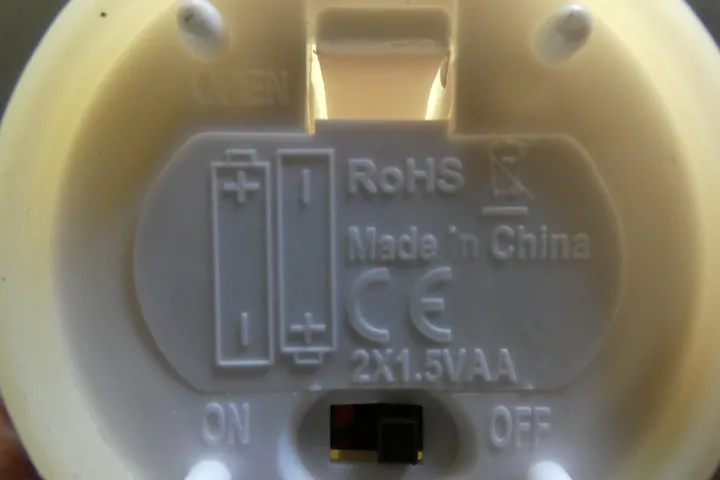 OPEN
RoHS
Made in China
CE
2X1.5VAA
ON OFF